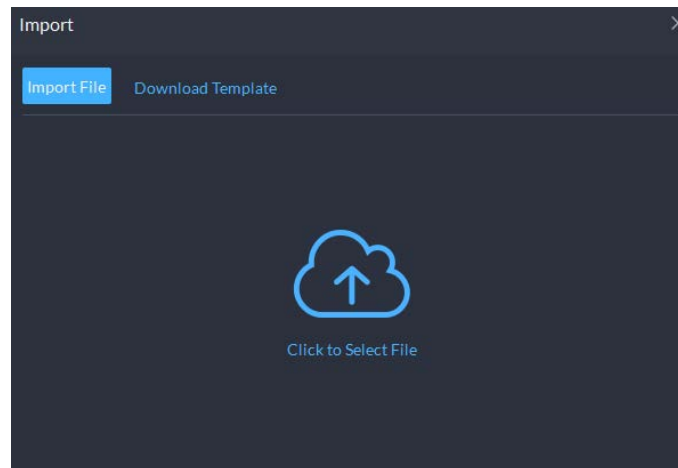 Import
Import File
Download Template
Click to Select File